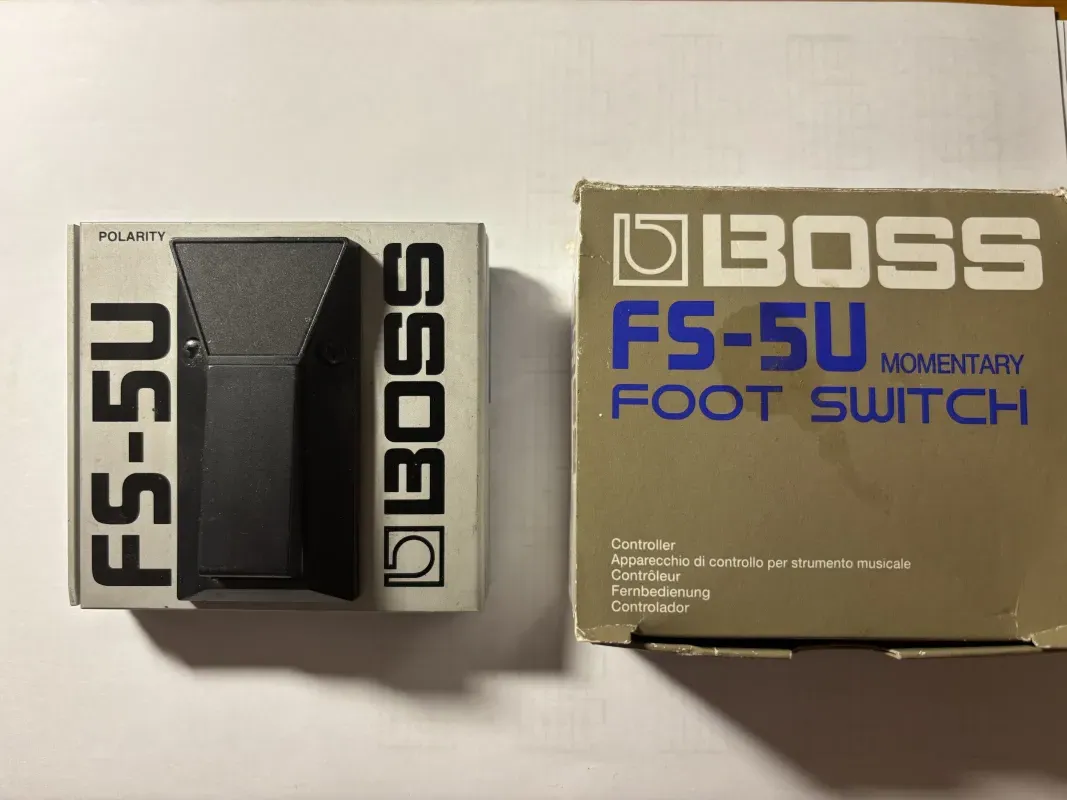 POLARITY
FS-5U
BOSS
BOSS
FS-5U MOMENTARY
FOOT SWITCH
Controller
Apparecchio di controllo per strumento musicale
Contrôleur
Fernbedienung
Controlador